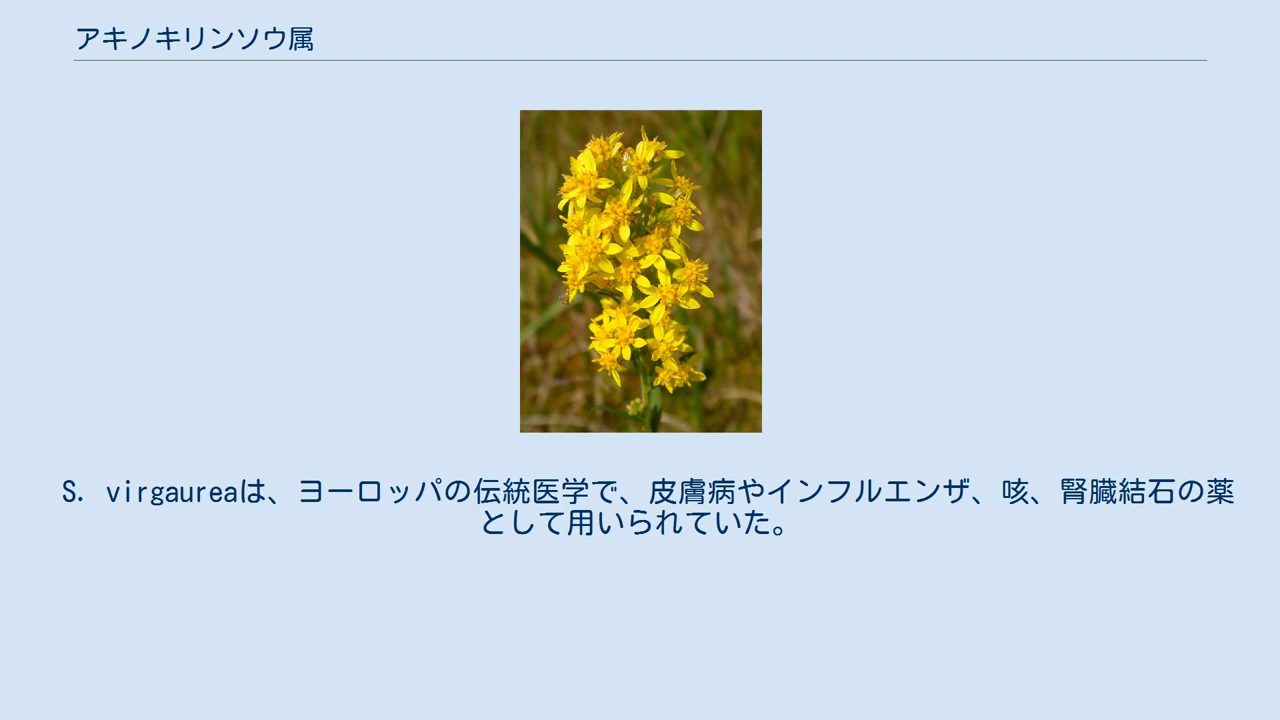 アキノキリンソウ属
S. virgaureaは、ヨーロッパの伝統医学で、皮膚病やインフルエンザ、咳、腎臓結石の薬
として用いられていた。